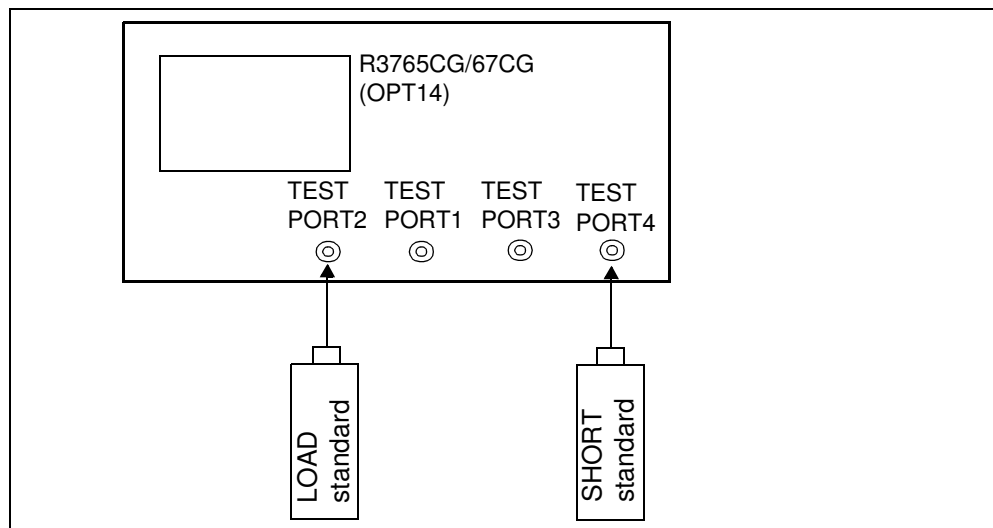 R3765CG/67CG
(OPT14)
TEST
PORT2
TEST
PORT1
TEST
PORT3
TEST
PORT4
LOAD
standard
SHORT
standard